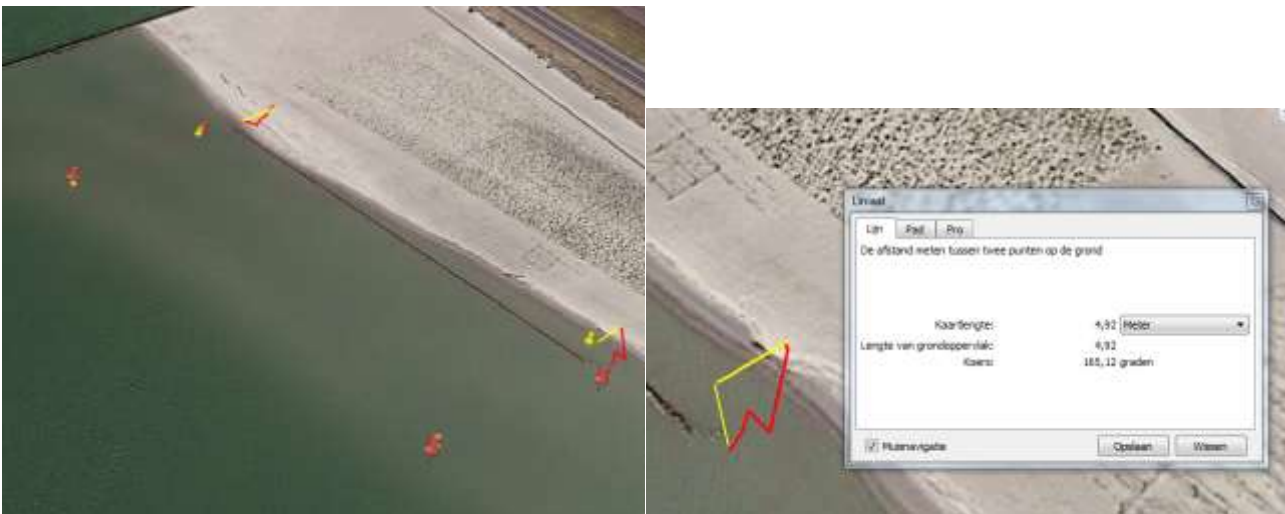 Liniaal
Lijn Pad Pro
De afstand meten tussen twee punten op de grond
Kaartlengte: 4,92 Meter
Lengte van grondoppervlak: 4,92
Koers: 165,12 graden
Muisnavigatie Opslaan Wissen